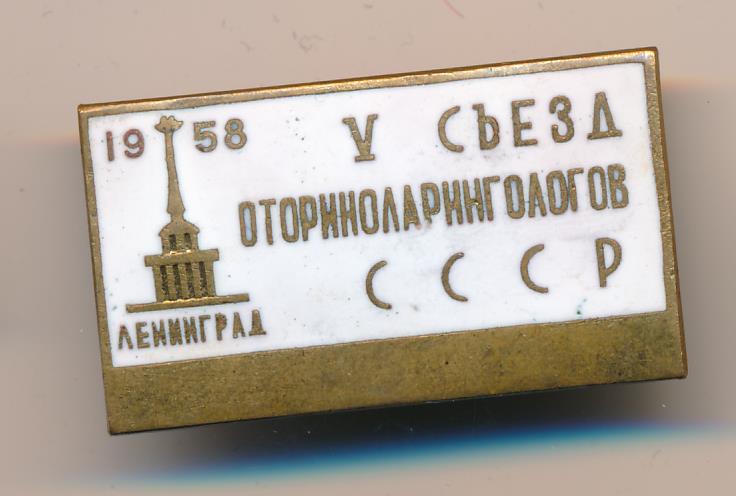 1958
V СЪЕЗД
ОТОРИНОЛАРИНГОЛОГОВ
СССР
ЛЕНИНГРАД